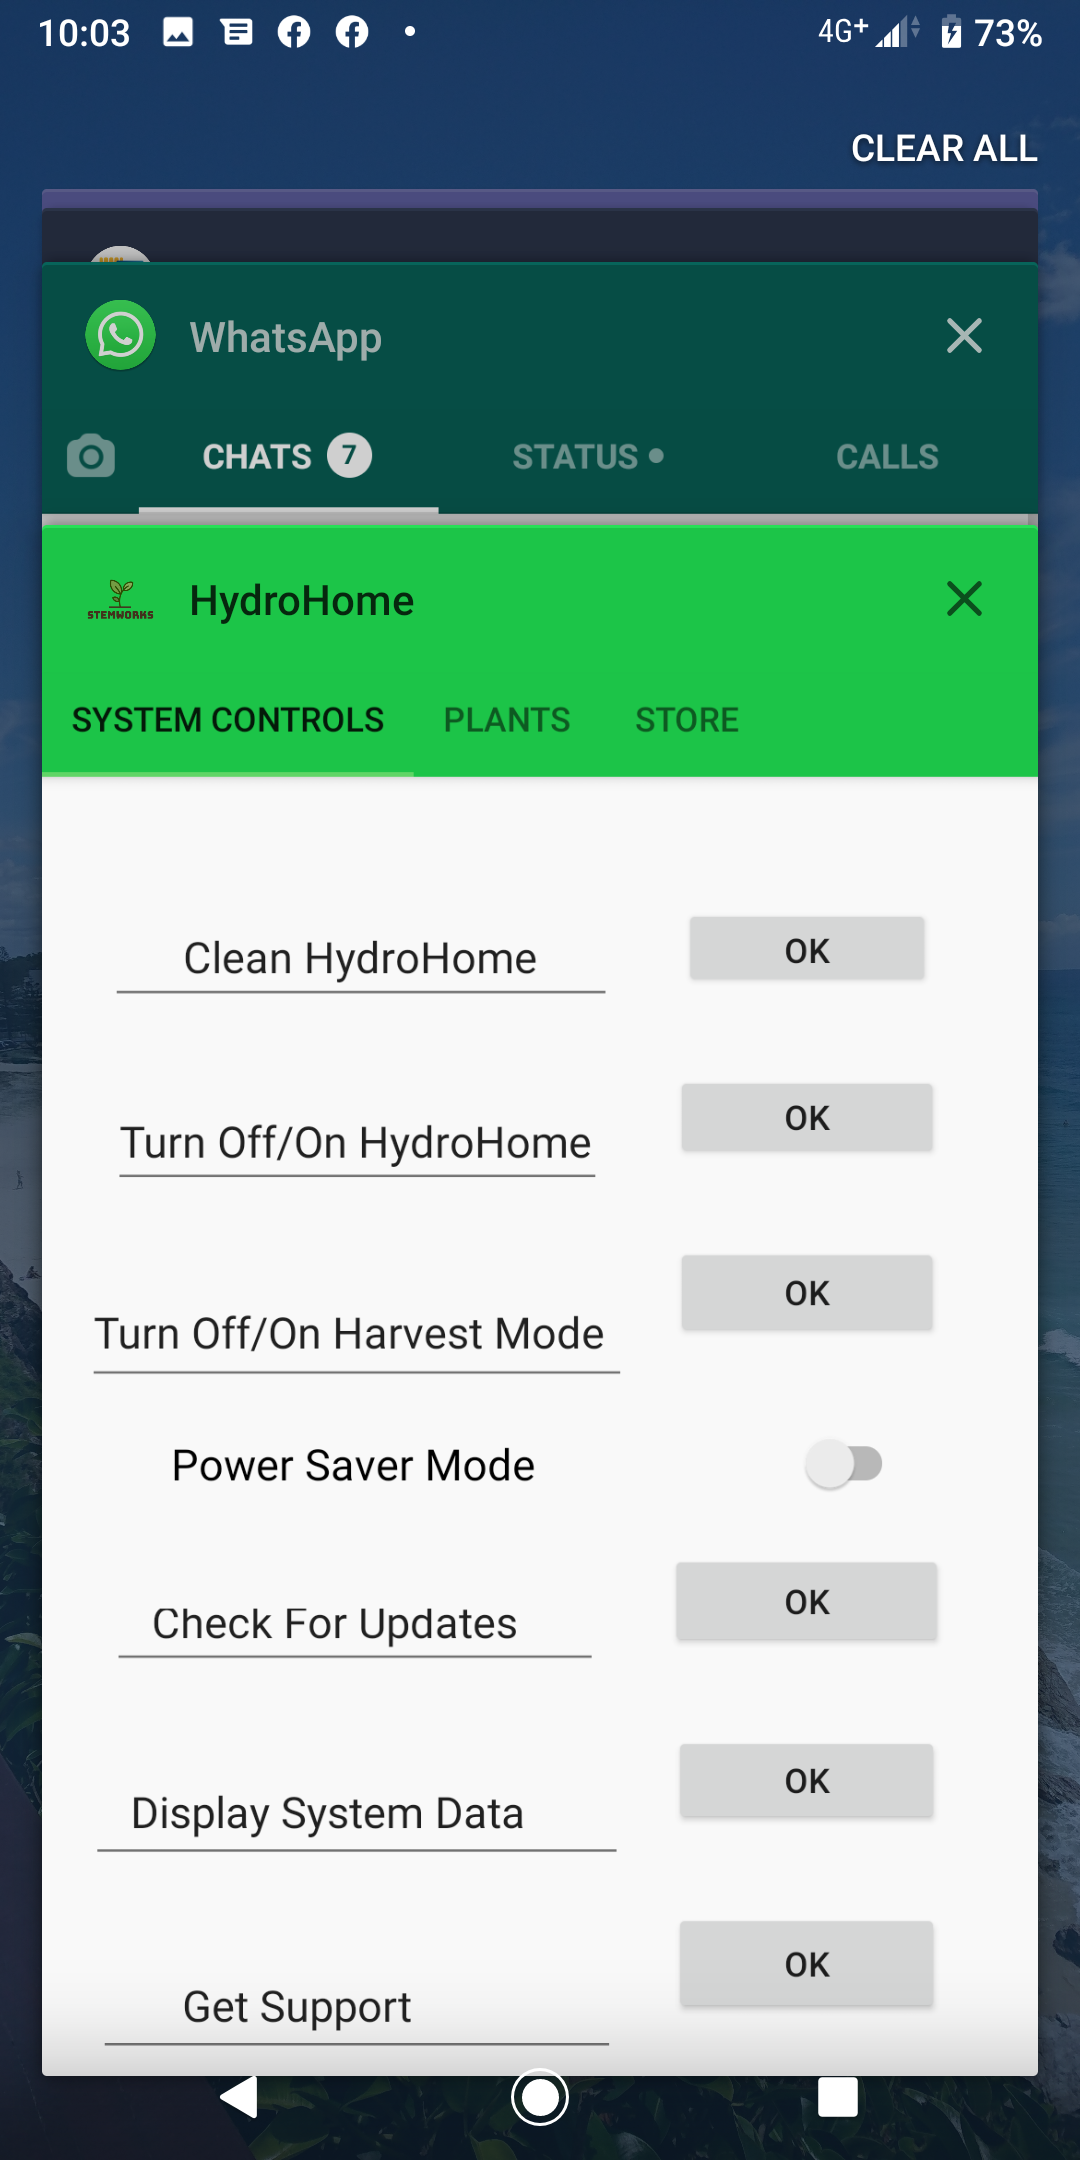 10:03
4G+ 73%
CLEAR ALL
WhatsApp
CHATS 7 STATUS CALLS
STEMWORKS HydroHome
SYSTEM CONTROLS PLANTS STORE
Clean HydroHome OK
Turn Off/On HydroHome OK
Turn Off/On Harvest Mode OK
Power Saver Mode
Check For Updates OK
Display System Data OK
Get Support OK